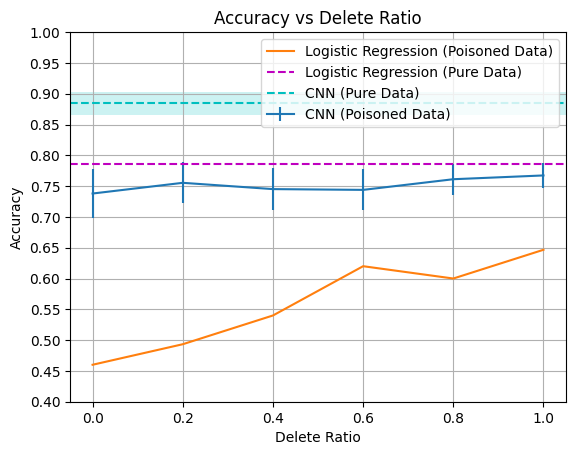 Accuracy vs Delete Ratio
Logistic Regression (Poisoned Data)
Logistic Regression (Pure Data)
CNN (Pure Data)
CNN (Poisoned Data)
Accuracy
1.00
0.95
0.90
0.85
0.80
0.75
0.70
0.65
0.60
0.55
0.50
0.45
0.40
0.0 0.2 0.4 0.6 0.8 1.0
Delete Ratio